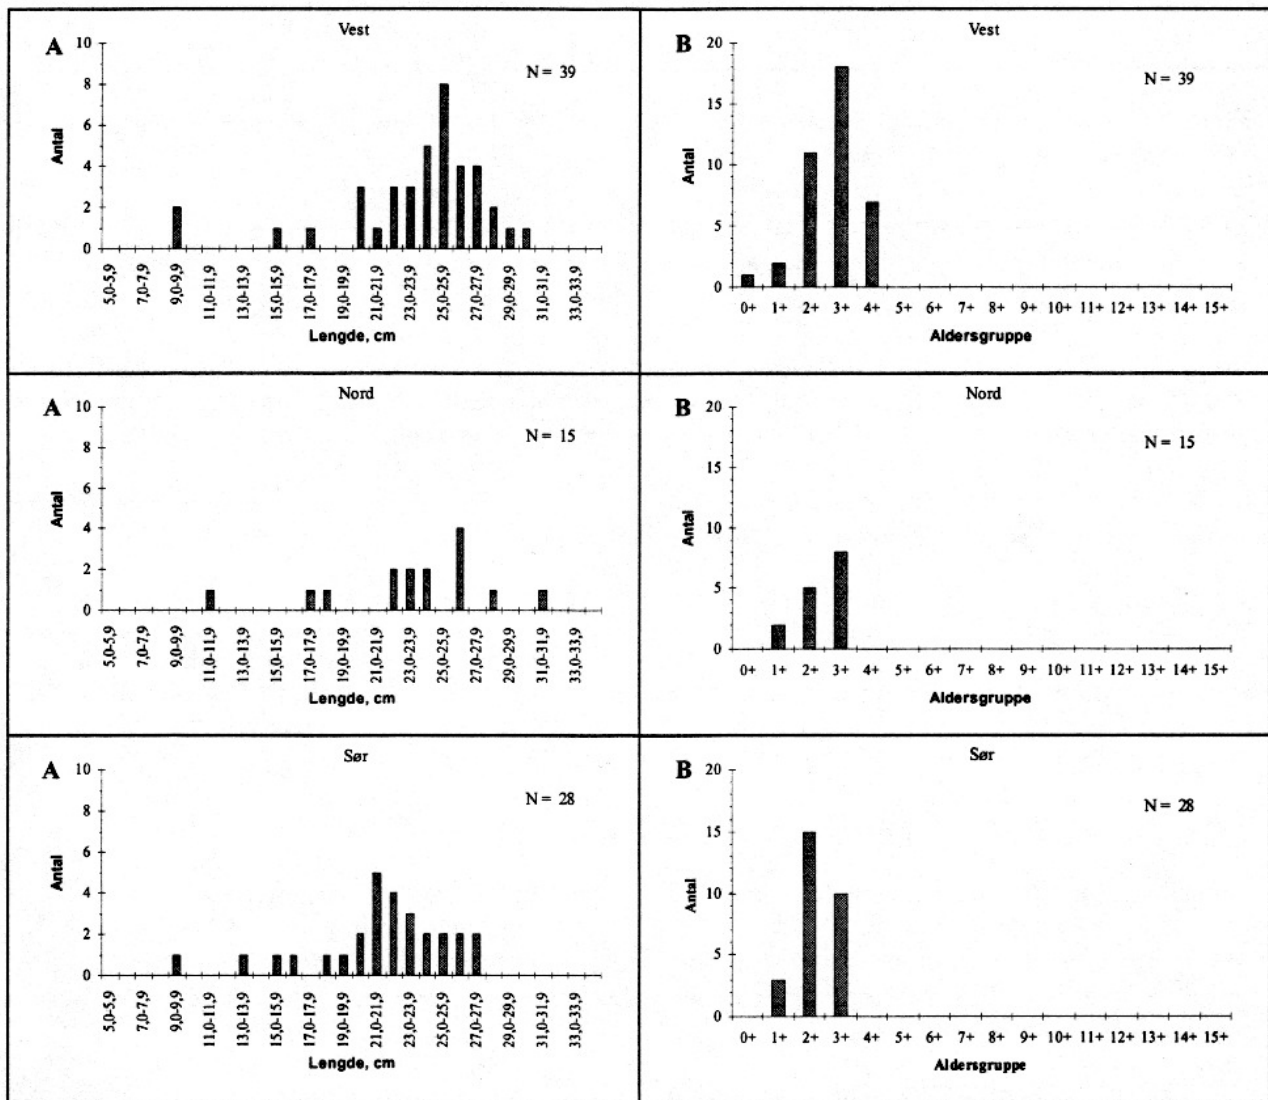 A
Vest
N = 39
Antal
10
8
6
4
2
0
5,0-5,9 7,0-7,9 9,0-9,9 11,0-11,9 13,0-13,9 15,0-15,9 17,0-17,9 19,0-19,9 21,0-21,9 23,0-23,9 25,0-25,9 27,0-27,9 29,0-29,9 31,0-31,9 33,0-33,9
Lengde, cm
B
Vest
N = 39
Antal
20
15
10
5
0
0+ 1+ 2+ 3+ 4+ 5+ 6+ 7+ 8+ 9+ 10+ 11+ 12+ 13+ 14+ 15+
Aldersgruppe
A
Nord
N = 15
Antal
10
8
6
4
2
0
5,0-5,9 7,0-7,9 9,0-9,9 11,0-11,9 13,0-13,9 15,0-15,9 17,0-17,9 19,0-19,9 21,0-21,9 23,0-23,9 25,0-25,9 27,0-27,9 29,0-29,9 31,0-31,9 33,0-33,9
Lengde, cm
B
Nord
N = 15
Antal
20
15
10
5
0
0+ 1+ 2+ 3+ 4+ 5+ 6+ 7+ 8+ 9+ 10+ 11+ 12+ 13+ 14+ 15+
Aldersgruppe
A
Sør
N = 28
Antal
10
8
6
4
2
0
5,0-5,9 7,0-7,9 9,0-9,9 11,0-11,9 13,0-13,9 15,0-15,9 17,0-17,9 19,0-19,9 21,0-21,9 23,0-23,9 25,0-25,9 27,0-27,9 29,0-29,9 31,0-31,9 33,0-33,9
Lengde, cm
B
Sør
N = 28
Antal
20
15
10
5
0
0+ 1+ 2+ 3+ 4+ 5+ 6+ 7+ 8+ 9+ 10+ 11+ 12+ 13+ 14+ 15+
Aldersgruppe